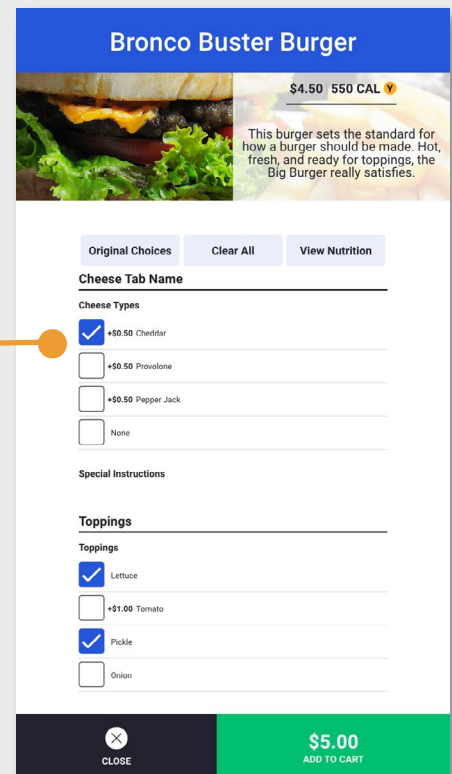 Bronco Buster Burger
$4.50 550 CAL Y
This burger sets the standard for
how a burger should be made. Hot,
fresh, and ready for toppings, the
Big Burger really satisfies.
Original Choices Clear All View Nutrition
Cheese Tab Name
Cheese Types
+$0.50 Cheddar
+$0.50 Provolone
+$0.50 Pepper Jack
None
Special Instructions
Toppings
Toppings
Lettuce
+$1.00 Tomato
Pickle
Onion
CLOSE
$5.00
ADD TO CART